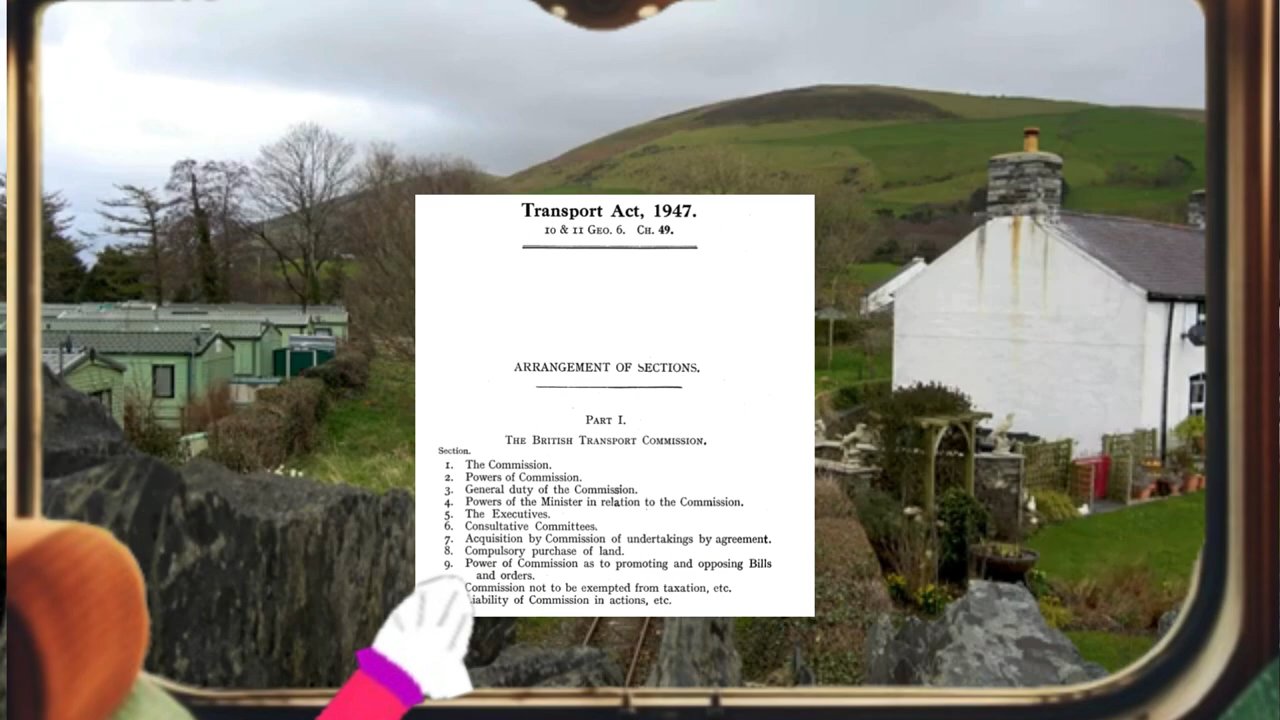 Transport Act, 1947.
10 & 11 GEO. 6. CH. 49.
ARRANGEMENT OF SECTIONS.
PART I.
THE BRITISH TRANSPORT COMMISSION.
Section.
1. The Commission.
2. Powers of Commission.
3. General duty of the Commission.
4. Powers of the Minister in relation to the Commission.
5. The Executives.
6. Consultative Committees.
7. Acquisition by Commission of undertakings by agreement.
8. Compulsory purchase of land.
9. Power of Commission as to promoting and opposing Bills
and orders.
Commission not to be exempted from taxation, etc.
iability of Commission in actions, etc.